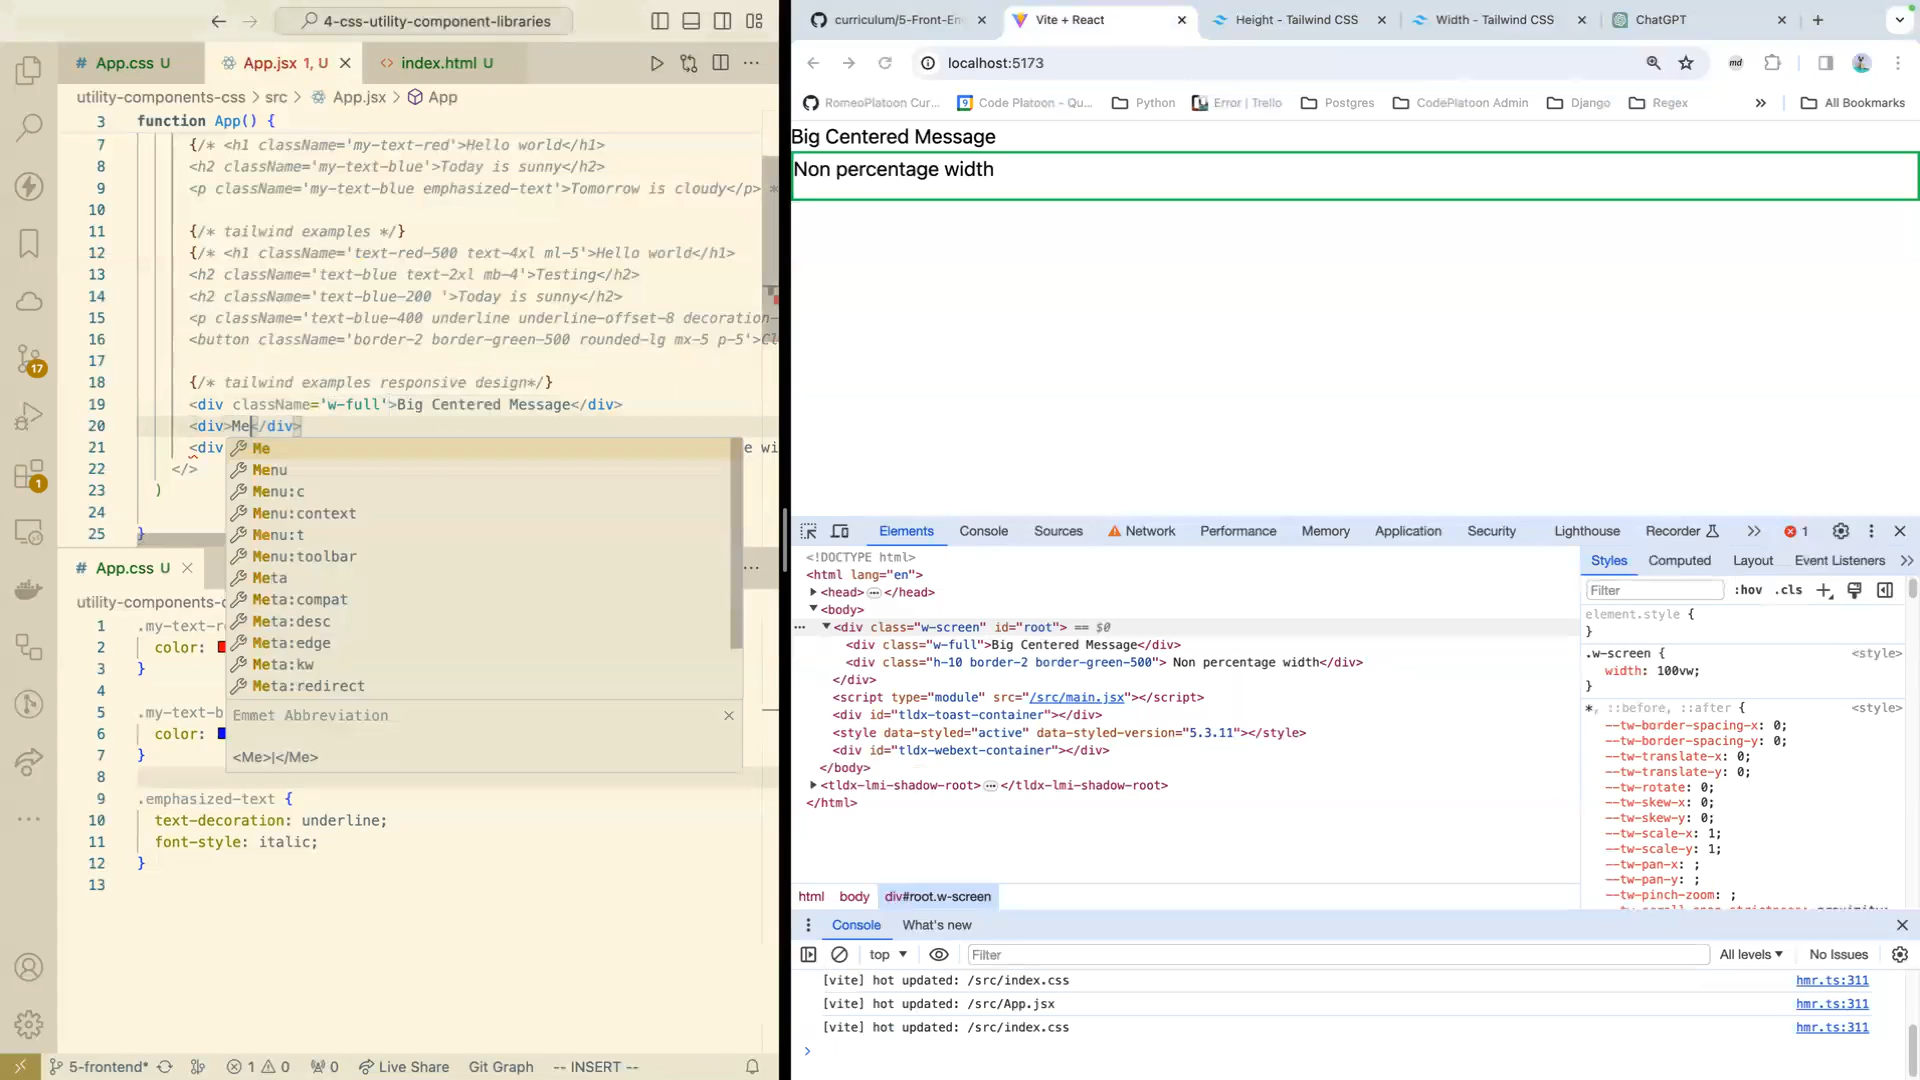 4-css-utility-component-libraries
App.css U
App.jsx 1, U
index.html U
utility-components-css > src > App.jsx > App
3 function App() {
7 {/* <h1 className='my-text-red'>Hello world</h1>
8 <h2 className='my-text-blue'>Today is sunny</h2>
9 <p className='my-text-blue emphasized-text'>Tomorrow is cloudy</p> *
10
11 {/* tailwind examples */}
12 {/* <h1 className='text-red-500 text-4xl ml-5'>Hello world</h1>
13 <h2 className='text-blue text-2xl mb-4'>Testing</h2>
14 <h2 className='text-blue-200 '>Today is sunny</h2>
15 <p className='text-blue-400 underline underline-offset-8 decoration-
16 <button className='border-2 border-green-500 rounded-lg mx-5 p-5'>Cl
17
18 {/* tailwind examples responsive design*/}
19 <div className='w-full'>Big Centered Message</div>
20 <div>Me</div>
21 <div e wi
22 </>
23 )
24
25 }
Me
Menu
Menu:c
Menu:context
Menu:t
Menu:toolbar
Meta
Meta:compat
Meta:desc
Meta:edge
Meta:kw
Meta:redirect
Emmet Abbreviation
<Me>|</Me>
App.css U
utility-components-c
1 .my-text-r
2 color:
3 }
4
5 .my-text-b
6 color:
7 }
8
9 .emphasized-text {
10 text-decoration: underline;
11 font-style: italic;
12 }
13
17
1
5-frontend* 1 0 0 Live Share Git Graph -- INSERT --
curriculum/5-Front-En
Vite + React
Height - Tailwind CSS
Width - Tailwind CSS
ChatGPT
localhost:5173
md
RomeoPlatoon Cur...
9 Code Platoon - Qu...
Python
Error | Trello
Postgres
CodePlatoon Admin
Django
Regex
» All Bookmarks
Big Centered Message
Non percentage width
Elements Console Sources Network Performance Memory Application Security Lighthouse Recorder » 1
<!DOCTYPE html>
<html lang="en">
<head> </head>
<body>
<div class="w-screen" id="root"> == $0
<div class="w-full">Big Centered Message</div>
<div class="h-10 border-2 border-green-500"> Non percentage width</div>
</div>
<script type="module" src="/src/main.jsx"></script>
<div id="tldx-toast-container"></div>
<style data-styled="active" data-styled-version="5.3.11"></style>
<div id="tldx-webext-container"></div>
</body>
<tldx-lmi-shadow-root> </tldx-lmi-shadow-root>
</html>
html body div#root.w-screen
Styles Computed Layout Event Listeners »
Filter :hov .cls
element.style {
}
.w-screen { <style>
width: 100vw;
}
*, ::before, ::after { <style>
--tw-border-spacing-x: 0;
--tw-border-spacing-y: 0;
--tw-translate-x: 0;
--tw-translate-y: 0;
--tw-rotate: 0;
--tw-skew-x: 0;
--tw-skew-y: 0;
--tw-scale-x: 1;
--tw-scale-y: 1;
--tw-pan-x: ;
--tw-pan-y: ;
--tw-pinch-zoom: ;
Console What's new
top Filter All levels No Issues
[vite] hot updated: /src/index.css hmr.ts:311
[vite] hot updated: /src/App.jsx hmr.ts:311
[vite] hot updated: /src/index.css hmr.ts:311